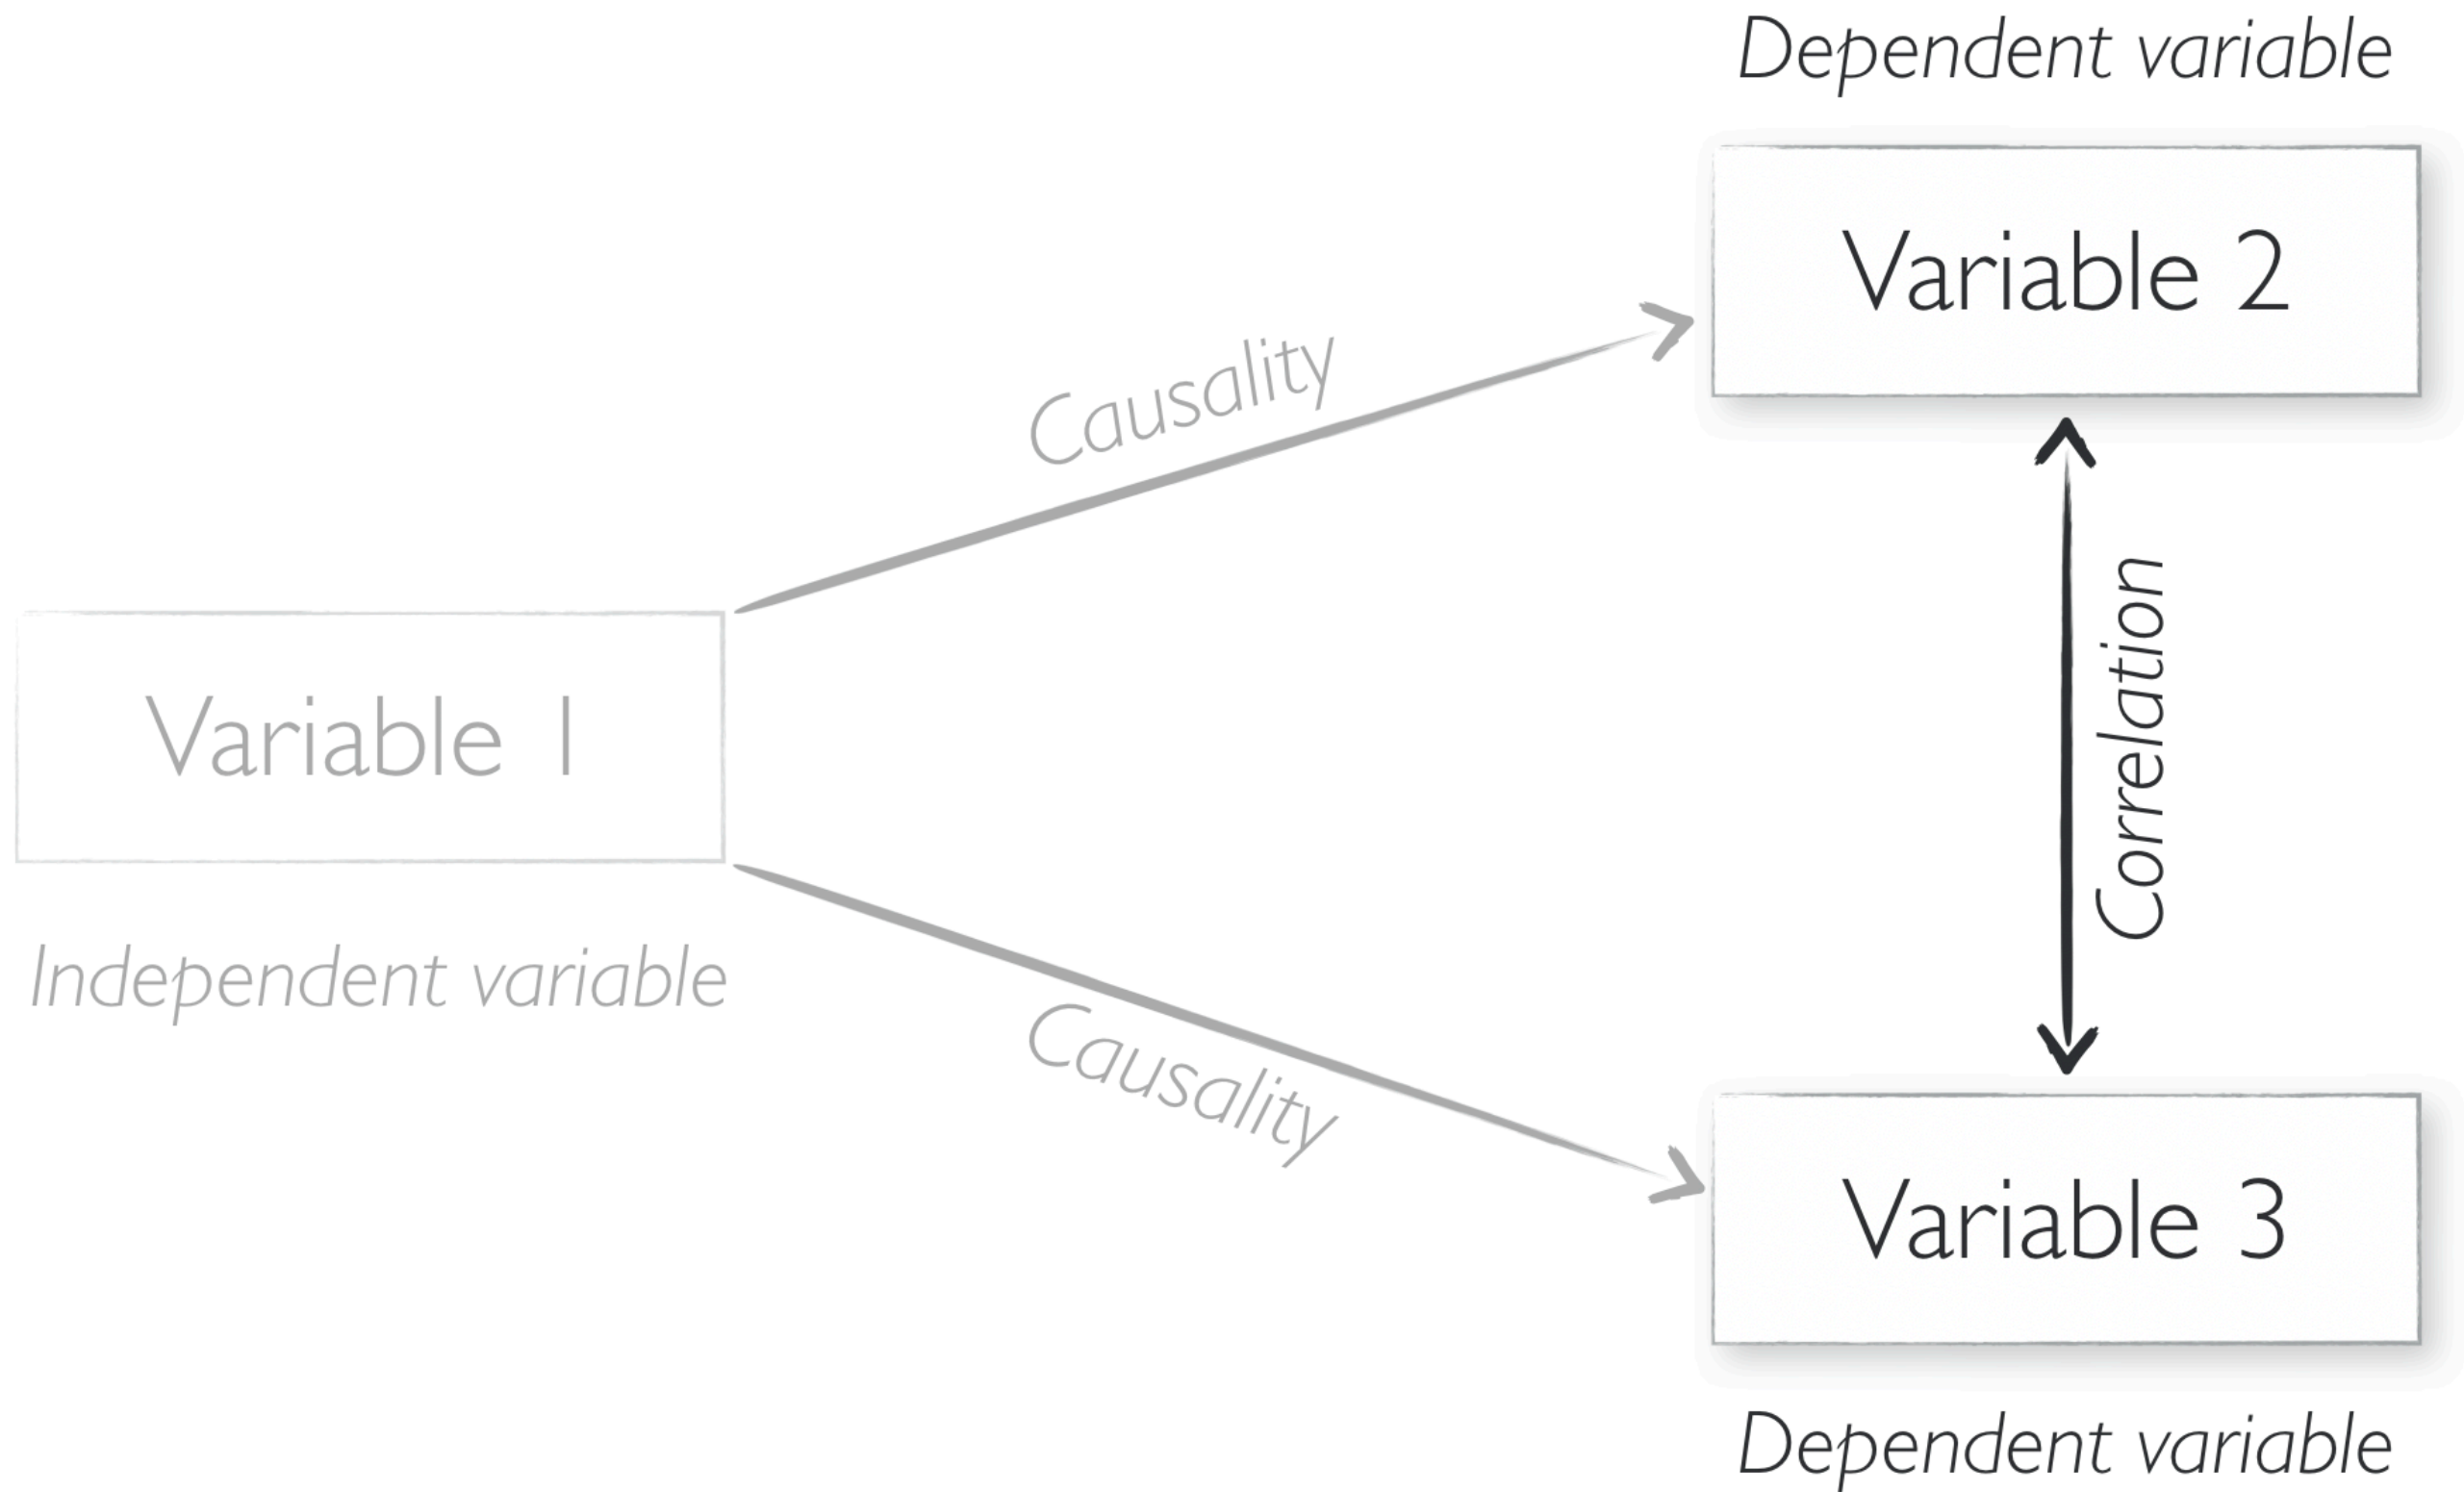 Dependent variable
Variable 2
Causality
Correlation
Variable 1
Independent variable
Causality
Variable 3
Dependent variable